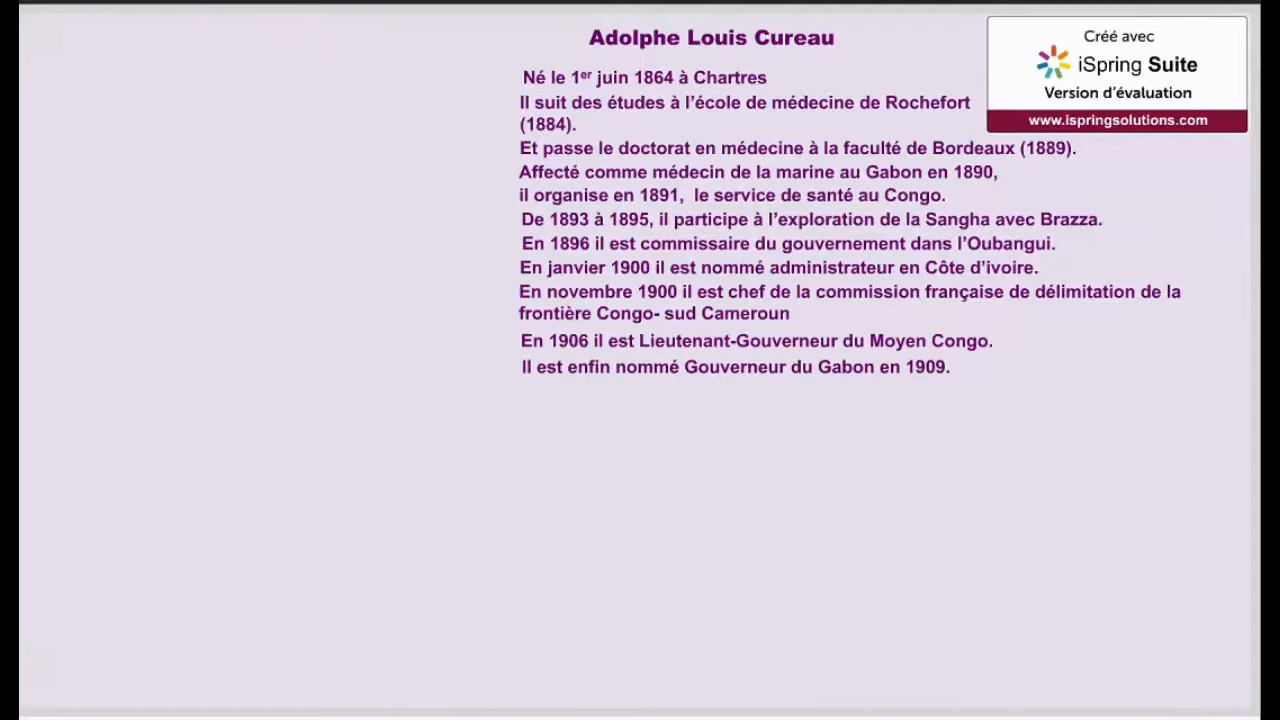 Adolphe Louis Cureau
Créé avec
iSpring Suite
Version d'évaluation
www.ispringsolutions.com
Né le 1er juin 1864 à Chartres
Il suit des études à l'école de médecine de Rochefort
(1884).
Et passe le doctorat en médecine à la faculté de Bordeaux (1889).
Affecté comme médecin de la marine au Gabon en 1890,
il organise en 1891, le service de santé au Congo.
De 1893 à 1895, il participe à l'exploration de la Sangha avec Brazza.
En 1896 il est commissaire du gouvernement dans l'Oubangui.
En janvier 1900 il est nommé administrateur en Côte d'ivoire.
En novembre 1900 il est chef de la commission française de délimitation de la
frontière Congo- sud Cameroun
En 1906 il est Lieutenant-Gouverneur du Moyen Congo.
Il est enfin nommé Gouverneur du Gabon en 1909.